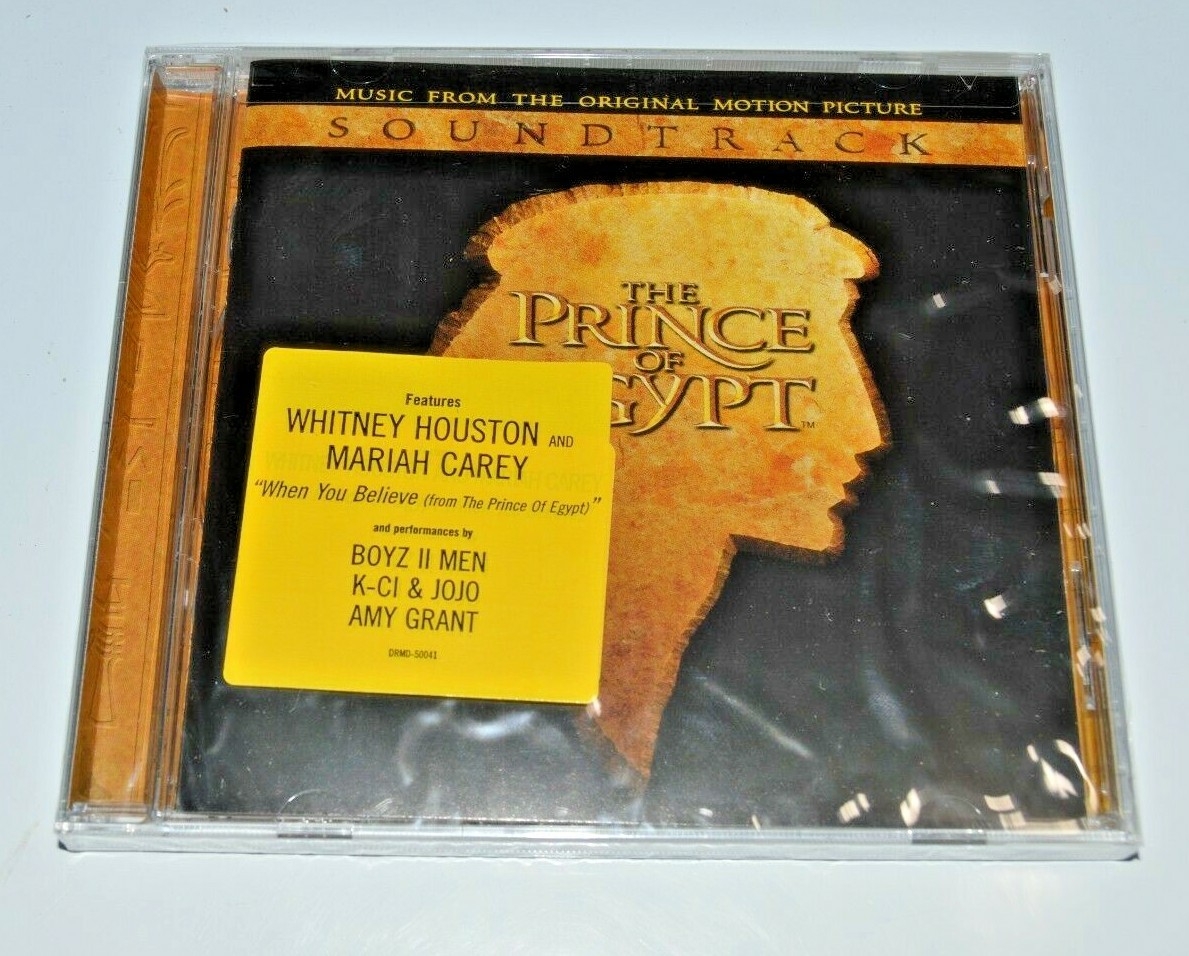 MUSIC FROM THE ORIGINAL MOTION PICTURE
SOUNDTRACK
THE
PRINCE
OF
EGYPT™
Features
WHITNEY HOUSTON AND
MARIAH CAREY
“When You Believe (from The Prince Of Egypt)”
and performances by
BOYZ II MEN
K-CI & JOJO
AMY GRANT
DRMD-50041